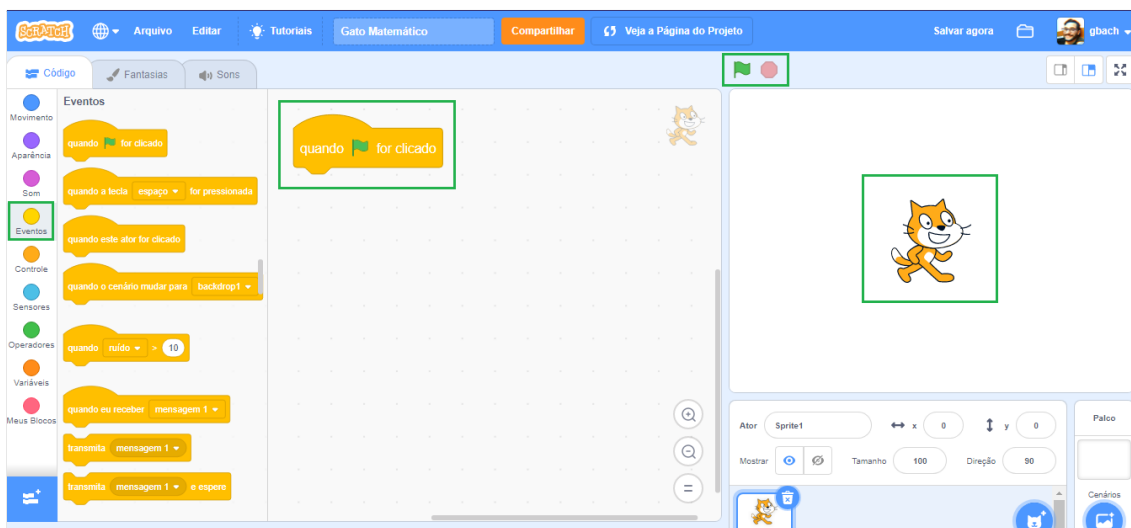 SCRATCH Arquivo Editar Tutoriais Gato Matemático Compartilhar Veja a Página do Projeto Salvar agora gbach
Código Fantasias Sons
Movimento
Aparência
Som
Eventos
Controle
Sensores
Operadores
Variáveis
Meus Blocos
Eventos
quando for clicado
quando a tecla espaço for pressionada
quando este ator for clicado
quando o cenário mudar para backdrop1
quando ruído > 10
quando eu receber mensagem 1
transmita mensagem 1
transmita mensagem 1 e espere
quando for clicado
Ator Sprite1 x 0 y 0
Mostrar Tamanho 100 Direção 90
Palco
Cenários